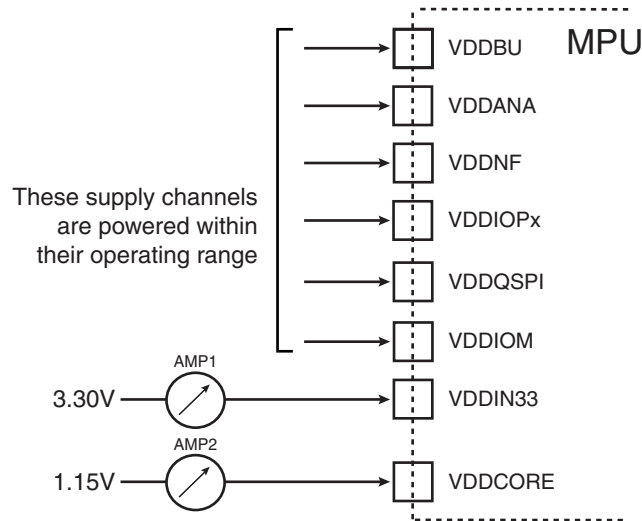 MPU
VDDBU
VDDANA
VDDNF
These supply channels
are powered within
their operating range
VDDIOPx
VDDQSPI
VDDIOM
AMP1
3.30V
VDDIN33
AMP2
1.15V
VDDCORE